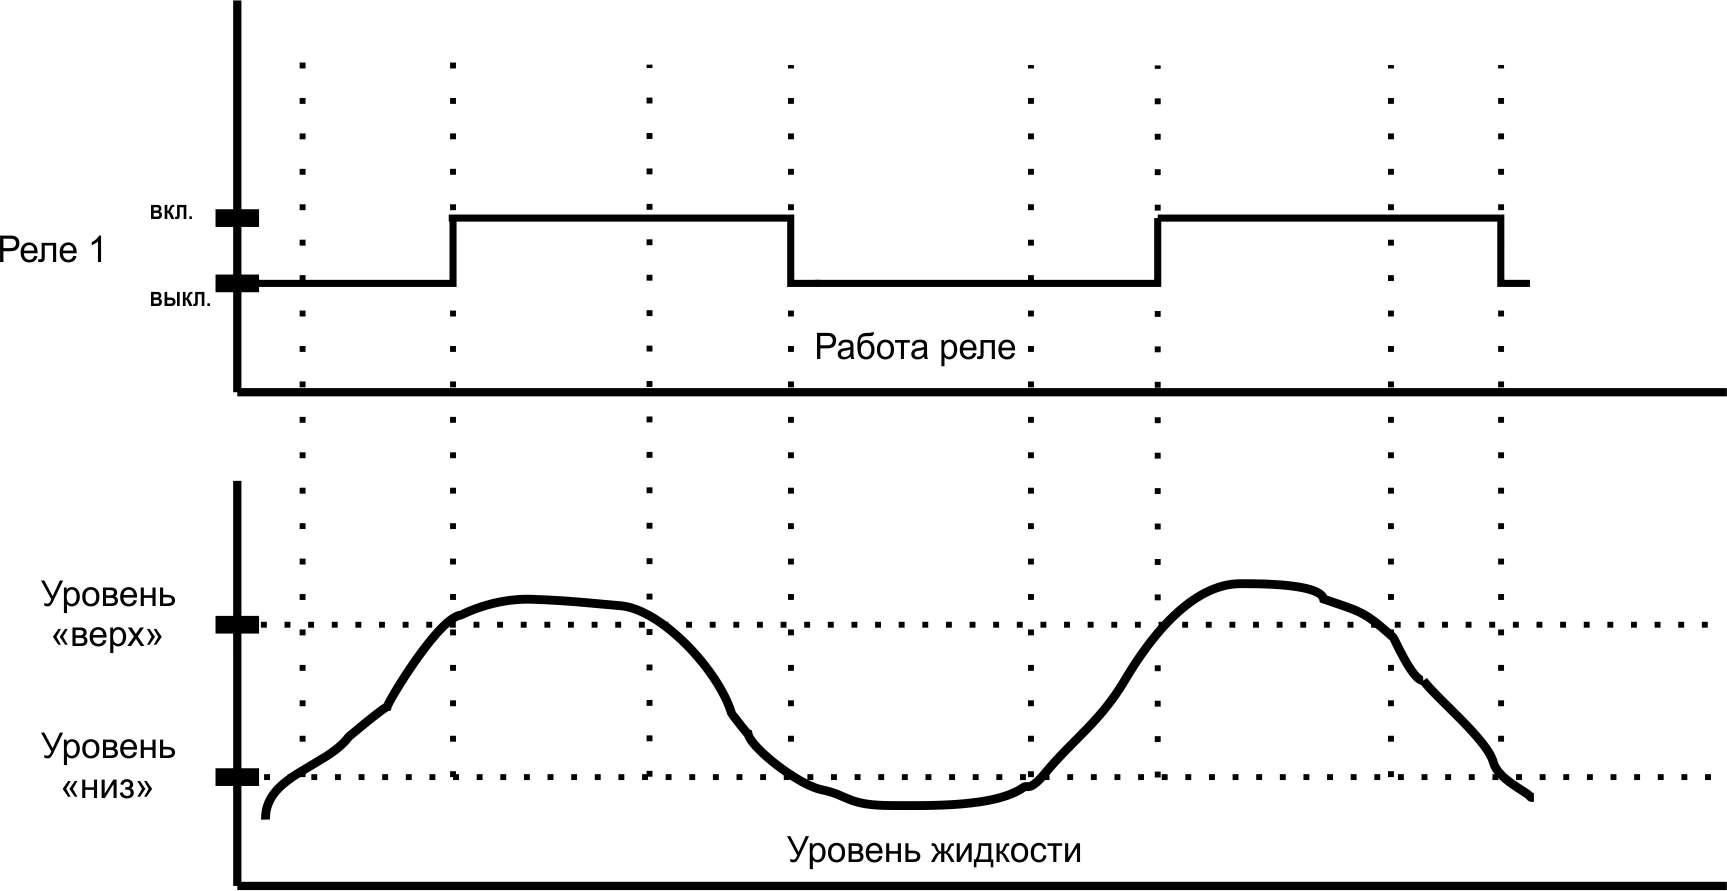 вкл.
Реле 1
выкл.
Работа реле
Уровень
«верх»
Уровень
«низ»
Уровень жидкости